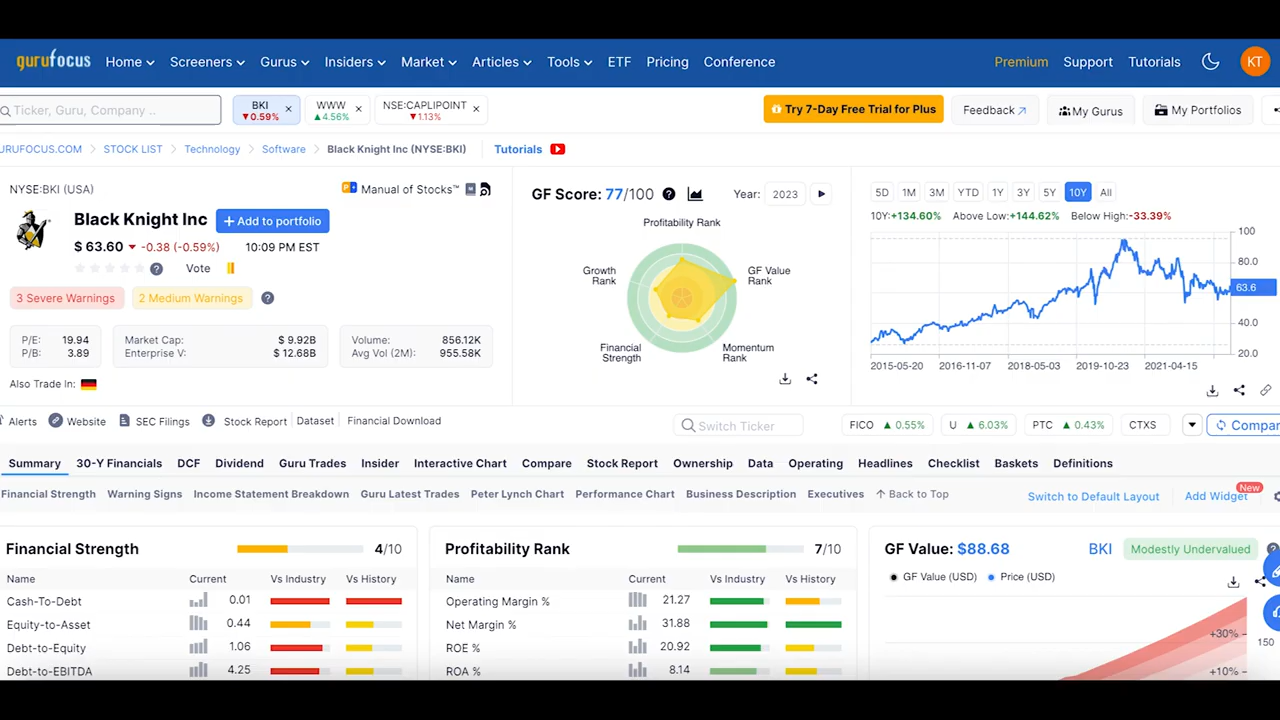 gurufocus Home Screeners Gurus Insiders Market Articles Tools ETF Pricing Conference Premium Support Tutorials KT
Ticker, Guru, Company ..
BKI
▼0.59%
WWW
▲4.56%
NSE:CAPLIPOINT
▼1.13%
Try 7-Day Free Trial for Plus
Feedback
My Gurus
My Portfolios
URUFOCUS.COM > STOCK LIST > Technology > Software > Black Knight Inc (NYSE:BKI) Tutorials
NYSE:BKI (USA)
Manual of Stocks™
Black Knight Inc
+ Add to portfolio
$ 63.60 -0.38 (-0.59%) 10:09 PM EST
Vote
3 Severe Warnings 2 Medium Warnings
P/E: 19.94
P/B: 3.89
Market Cap: $ 9.92B
Enterprise V: $ 12.68B
Volume: 856.12K
Avg Vol (2M): 955.58K
Also Trade In:
GF Score: 77/100
Year: 2023
Profitability Rank
Growth
Rank
GF Value
Rank
Financial
Strength
Momentum
Rank
5D 1M 3M YTD 1Y 3Y 5Y 10Y All
10Y:+134.60% Above Low:+144.62% Below High:-33.39%
100
80.0
63.6
40.0
20.0
2015-05-20 2016-11-07 2018-05-03 2019-10-23 2021-04-15
Alerts Website SEC Filings Stock Report Dataset Financial Download
Switch Ticker
FICO ▲ 0.55% U ▲ 6.03% PTC ▲ 0.43% CTXS
Compar
Summary 30-Y Financials DCF Dividend Guru Trades Insider Interactive Chart Compare Stock Report Ownership Data Operating Headlines Checklist Baskets Definitions
Financial Strength Warning Signs Income Statement Breakdown Guru Latest Trades Peter Lynch Chart Performance Chart Business Description Executives ↑ Back to Top
Switch to Default Layout
Add Widget
New
Financial Strength 4/10
Name Current Vs Industry Vs History
Cash-To-Debt 0.01
Equity-to-Asset 0.44
Debt-to-Equity 1.06
Debt-to-EBITDA 4.25
Profitability Rank 7/10
Name Current Vs Industry Vs History
Operating Margin % 21.27
Net Margin % 31.88
ROE % 20.92
ROA % 8.14
GF Value: $88.68 BKI Modestly Undervalued
GF Value (USD) Price (USD)
+30%
150
+10%